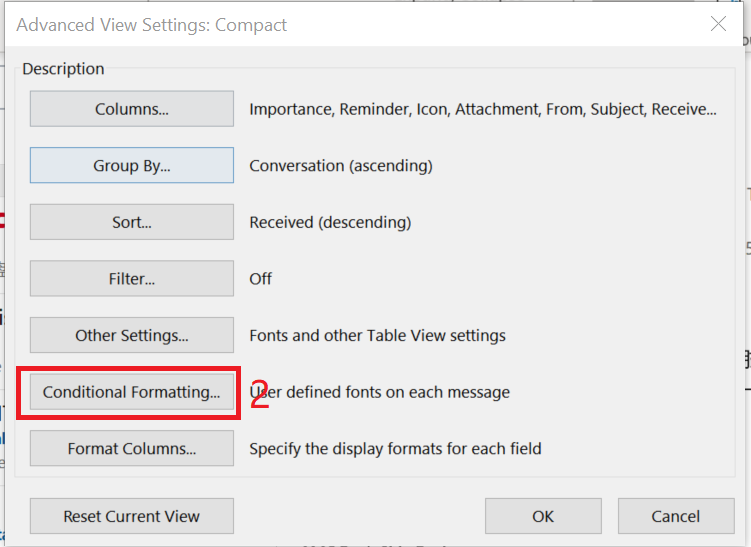 Advanced View Settings: Compact
Description
Columns... Importance, Reminder, Icon, Attachment, From, Subject, Receive...
Group By... Conversation (ascending)
Sort... Received (descending)
Filter... Off
Other Settings... Fonts and other Table View settings
Conditional Formatting... 2 User defined fonts on each message
Format Columns... Specify the display formats for each field
Reset Current View OK Cancel